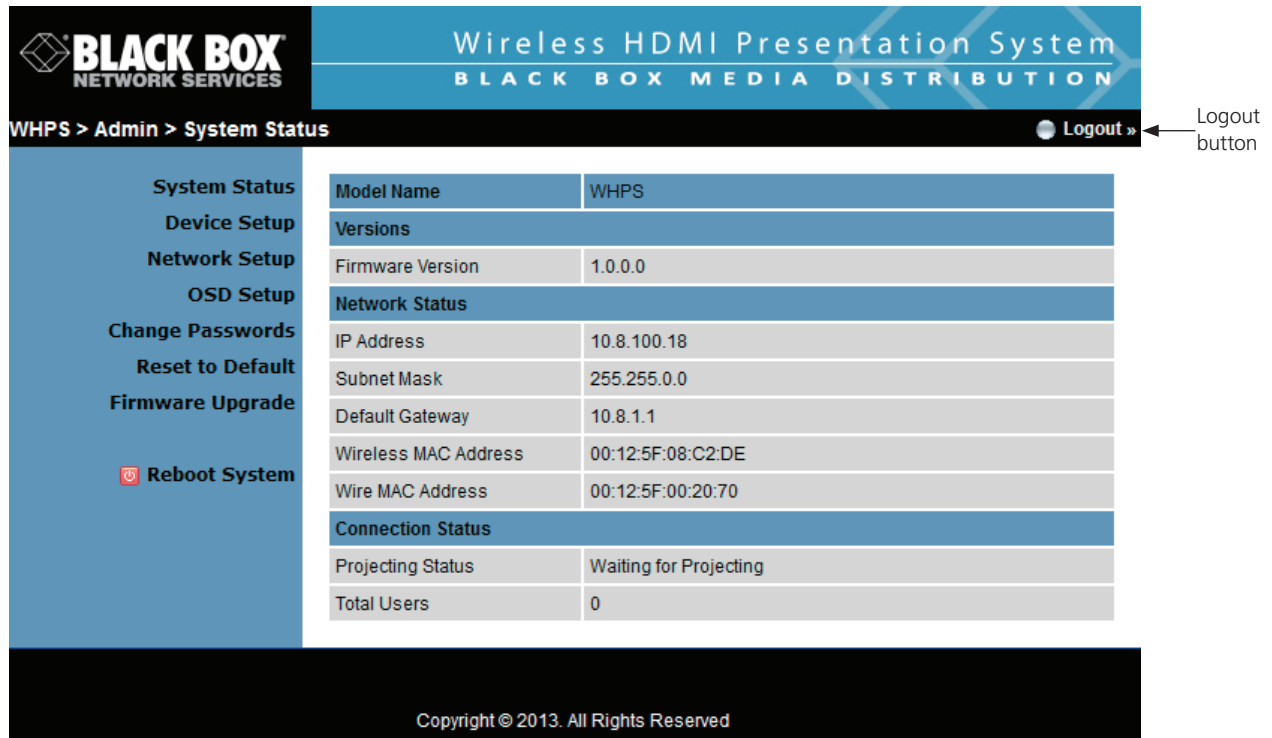 BLACK BOX
NETWORK SERVICES
Wireless HDMI Presentation System
BLACK BOX MEDIA DISTRIBUTION
WHPS > Admin > System Status
Logout »
Logout
button
System Status
Device Setup
Network Setup
OSD Setup
Change Passwords
Reset to Default
Firmware Upgrade
Reboot System
Model Name WHPS
Versions
Firmware Version 1.0.0.0
Network Status
IP Address 10.8.100.18
Subnet Mask 255.255.0.0
Default Gateway 10.8.1.1
Wireless MAC Address 00:12:5F:08:C2:DE
Wire MAC Address 00:12:5F:00:20:70
Connection Status
Projecting Status Waiting for Projecting
Total Users 0
Copyright © 2013. All Rights Reserved